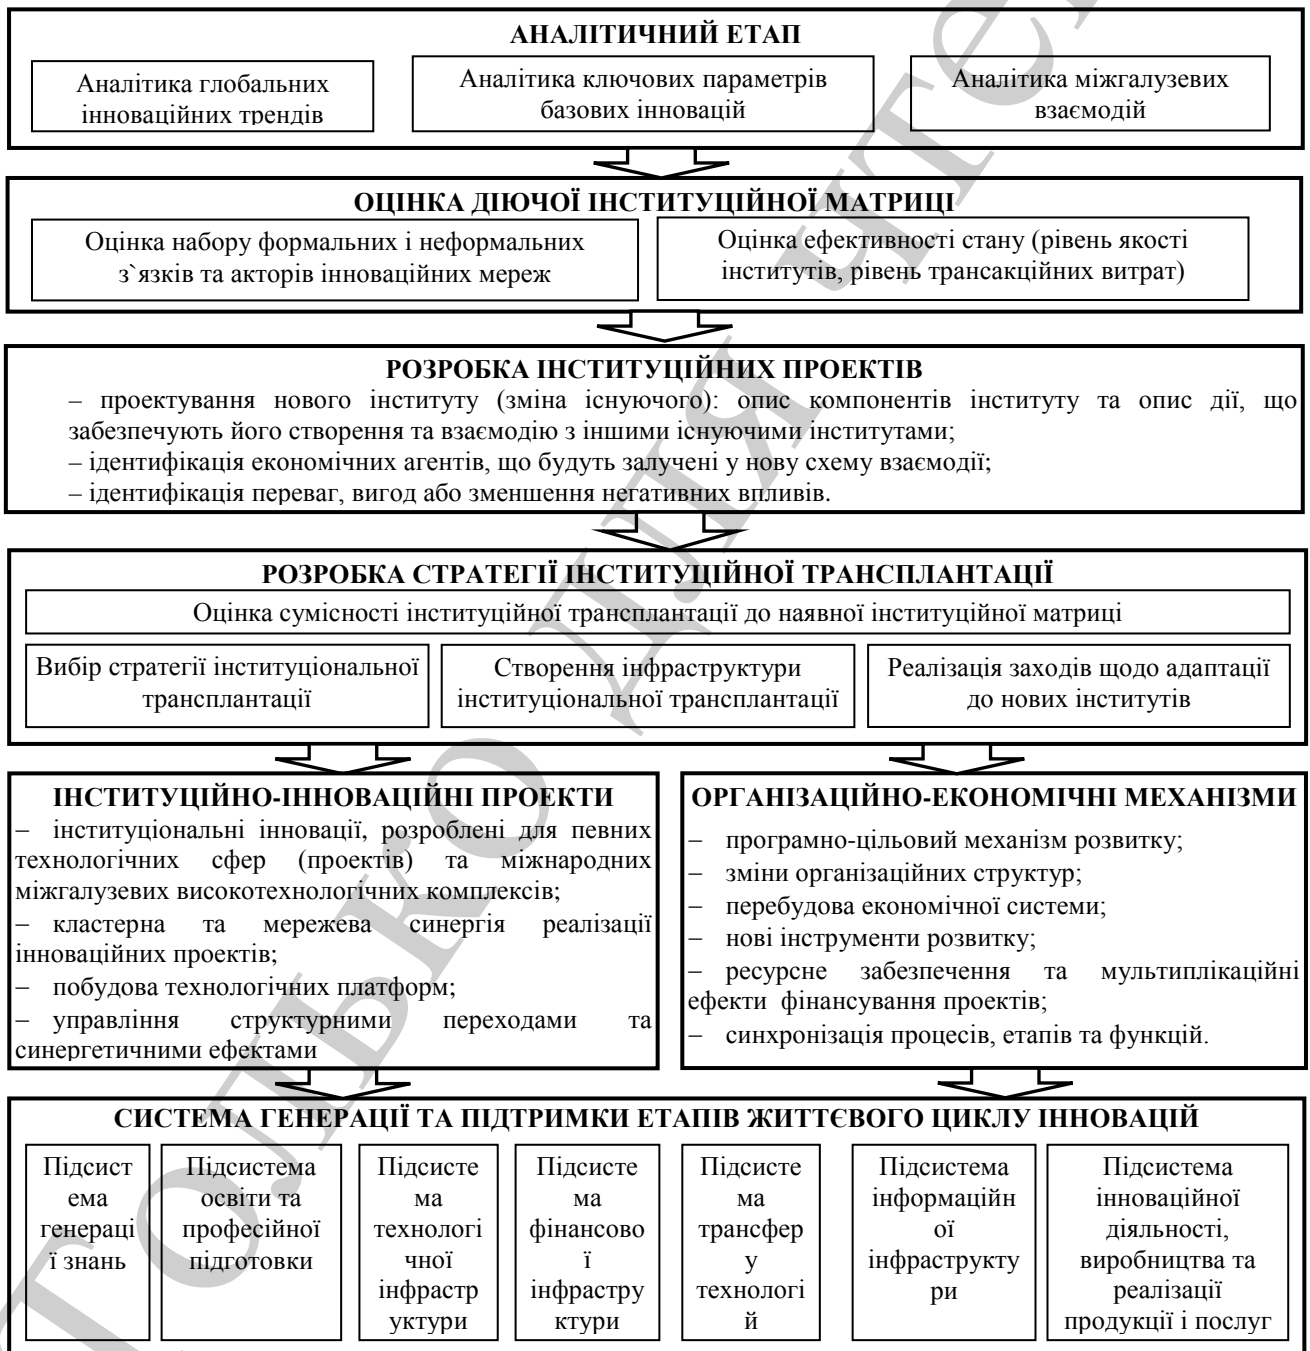 АНАЛІТИЧНИЙ ЕТАП
Аналітика глобальних
інноваційних трендів
Аналітика ключових параметрів
базових інновацій
Аналітика міжгалузевих
взаємодій
ОЦІНКА ДІЮЧОЇ ІНСТИТУЦІЙНОЇ МАТРИЦІ
Оцінка набору формальних і неформальних
з`язків та акторів інноваційних мереж
Оцінка ефективності стану (рівень якості
інститутів, рівень трансакційних витрат)
РОЗРОБКА ІНСТИТУЦІЙНИХ ПРОЕКТІВ
– проектування нового інституту (зміна існуючого): опис компонентів інституту та опис дії, що
забезпечують його створення та взаємодію з іншими існуючими інститутами;
– ідентифікація економічних агентів, що будуть залучені у нову схему взаємодії;
– ідентифікація переваг, вигод або зменшення негативних впливів.
РОЗРОБКА СТРАТЕГІЇ ІНСТИТУЦІЙНОЇ ТРАНСПЛАНТАЦІЇ
Оцінка сумісності інституційної трансплантації до наявної інституційної матриці
Вибір стратегії інституціональної
трансплантації
Створення інфраструктури
інституціональної трансплантації
Реалізація заходів щодо адаптації
до нових інститутів
ІНСТИТУЦІЙНО-ІННОВАЦІЙНІ ПРОЕКТИ
– інституціональні інновації, розроблені для певних
технологічних сфер (проектів) та міжнародних
міжгалузевих високотехнологічних комплексів;
– кластерна та мережева синергія реалізації
інноваційних проектів;
– побудова технологічних платформ;
– управління структурними переходами та
синергетичними ефектами
ОРГАНІЗАЦІЙНО-ЕКОНОМІЧНІ МЕХАНІЗМИ
– програмно-цільовий механізм розвитку;
– зміни організаційних структур;
– перебудова економічної системи;
– нові інструменти розвитку;
– ресурсне забезпечення та мультиплікаційні
ефекти фінансування проектів;
– синхронізація процесів, етапів та функцій.
СИСТЕМА ГЕНЕРАЦІЇ ТА ПІДТРИМКИ ЕТАПІВ ЖИТТЄВОГО ЦИКЛУ ІННОВАЦІЙ
Підсист
ема
генераці
ї знань
Підсистема
освіти та
професійної
підготовки
Підсисте
ма
технологі
чної
інфрастр
уктури
Підсисте
ма
фінансово
ї
інфрастру
ктури
Підсисте
ма
трансфер
у
технологі
й
Підсистема
інформаційн
ої
інфраструкту
ри
Підсистема
інноваційної
діяльності,
виробництва та
реалізації
продукції і послуг
Только для чте